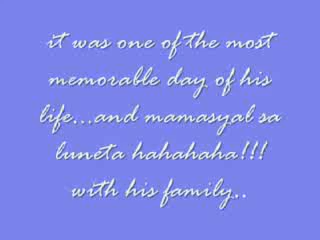 it was one of the most
memorable day of his
life...and mamasyal sa
luneta hahahaha!!!
with his family..